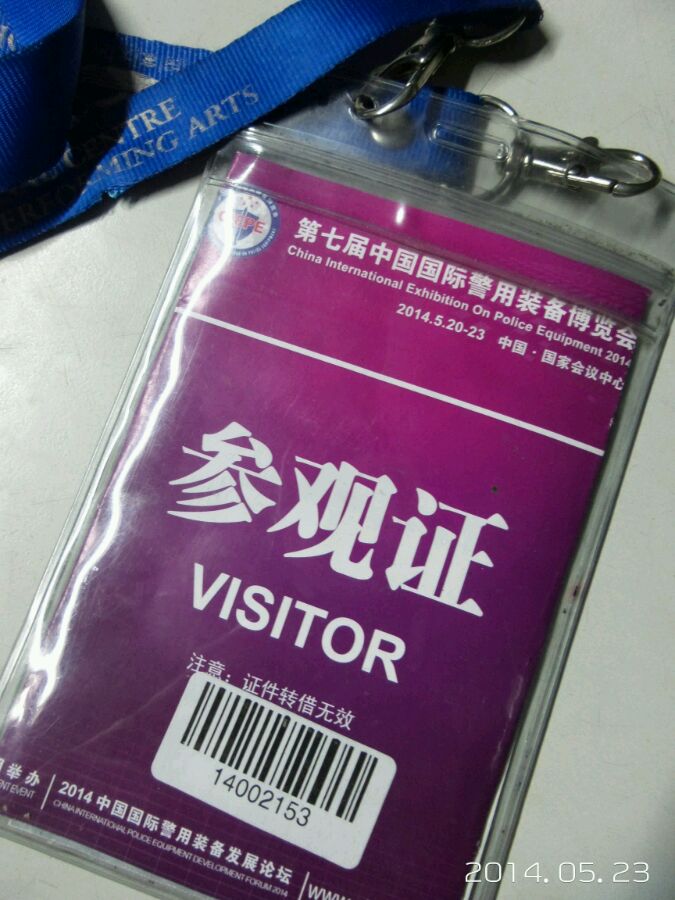 CENTRE
PERFORMING ARTS
第七届中国国际警用装备博览会
China International Exhibition On Police Equipment 2014
2014.5.20-23 中国·国家会议中心
参观证
VISITOR
注意：证件转借无效
14002153
举办
ENT EVENT
2014中国国际警用装备发展论坛
CHINA INTERNATIONAL POLICE EQUIPMENT DEVELOPMENT FORUM 2014
WWW
2014.05.23